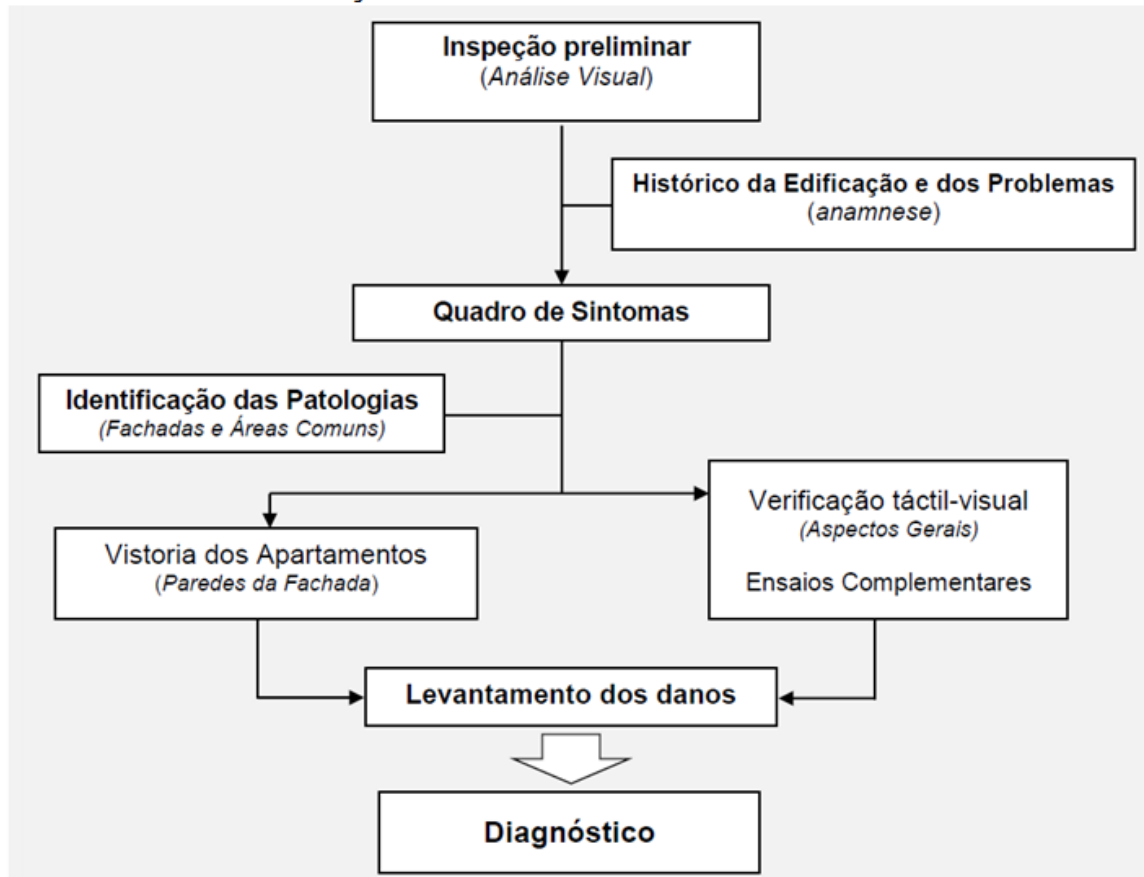 Inspeção preliminar
(Análise Visual)
Histórico da Edificação e dos Problemas
(anamnese)
Quadro de Sintomas
Identificação das Patologias
(Fachadas e Áreas Comuns)
Vistoria dos Apartamentos
(Paredes da Fachada)
Verificação táctil-visual
(Aspectos Gerais)
Ensaios Complementares
Levantamento dos danos
Diagnóstico